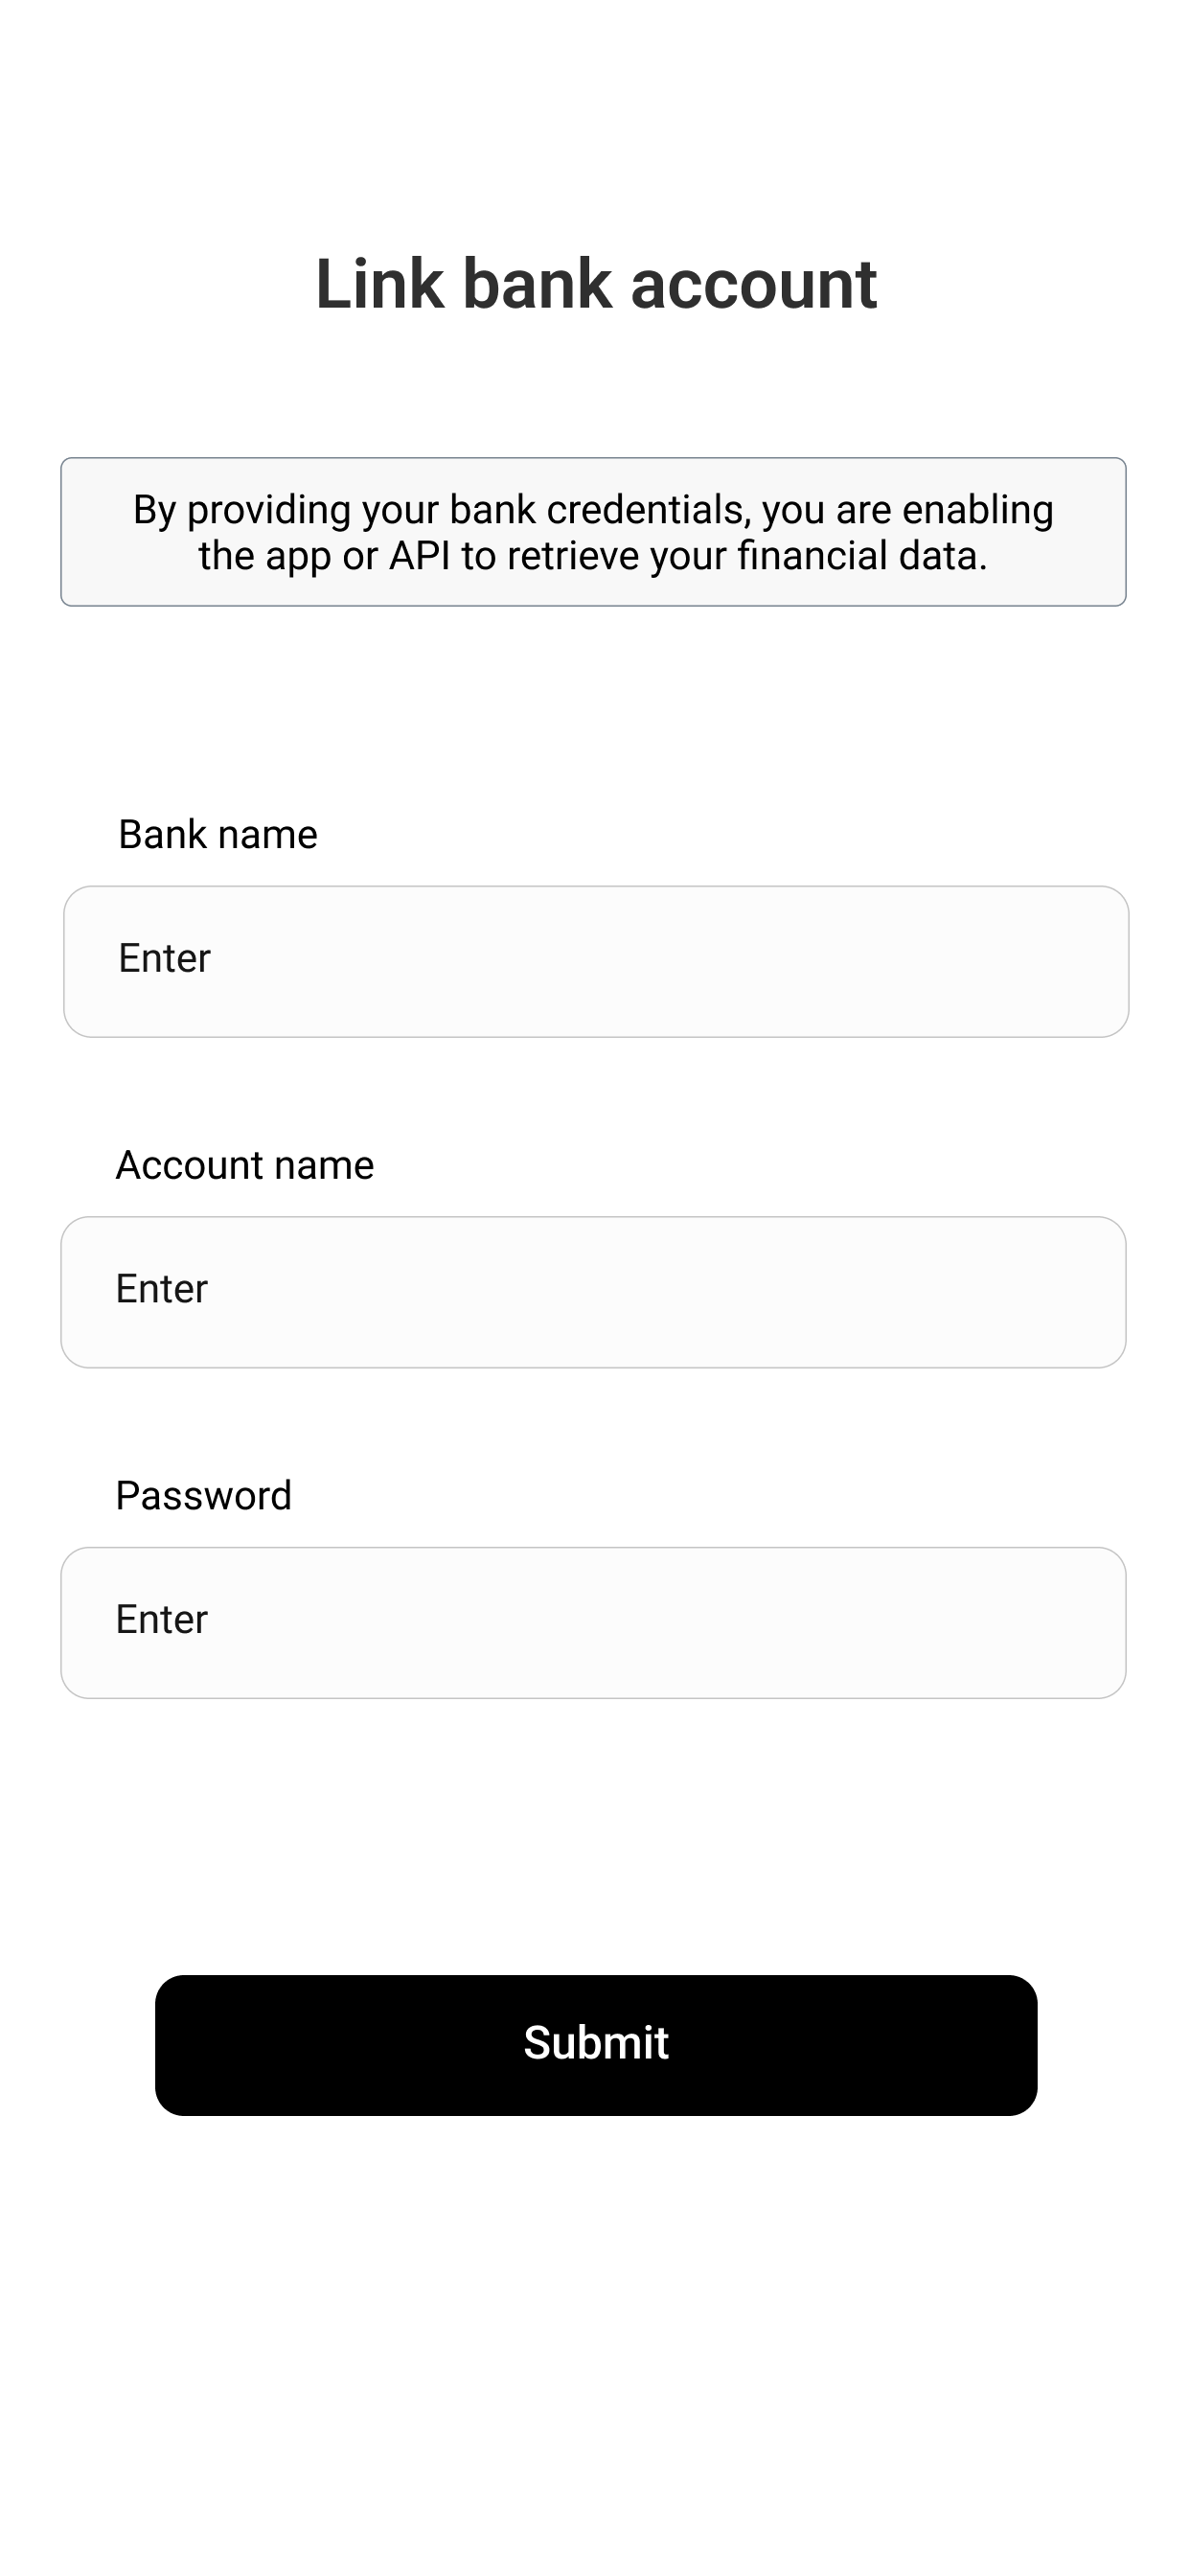 Link bank account
By providing your bank credentials, you are enabling
the app or API to retrieve your financial data.
Bank name
Enter
Account name
Enter
Password
Enter
Submit